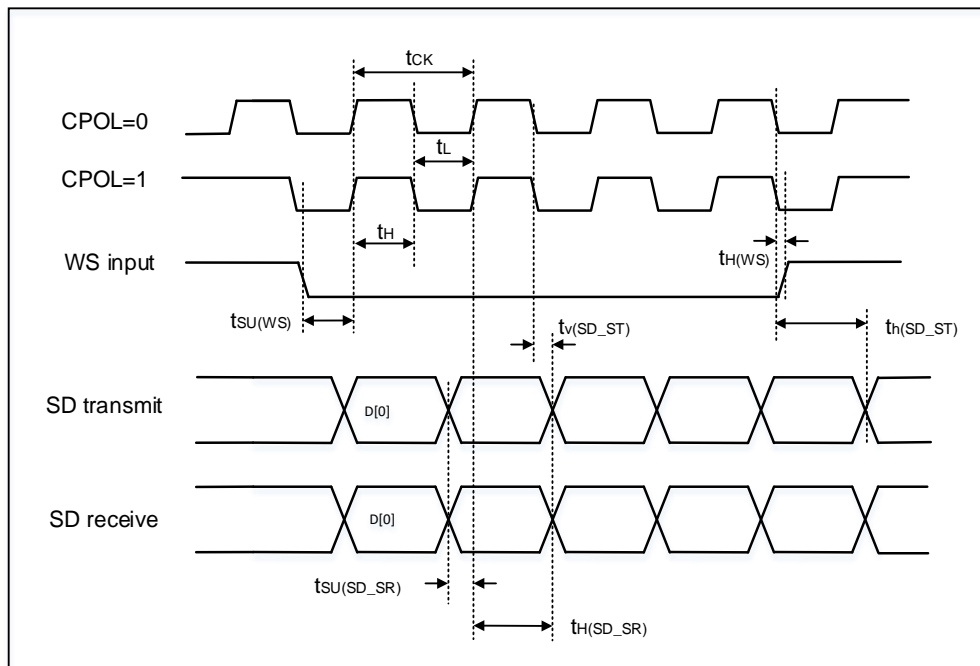 tCK
CPOL=0
tL
CPOL=1
tH
tH(WS)
WS input
tSU(WS)
tv(SD_ST)
th(SD_ST)
SD transmit
D[0]
SD receive
D[0]
tSU(SD_SR)
tH(SD_SR)